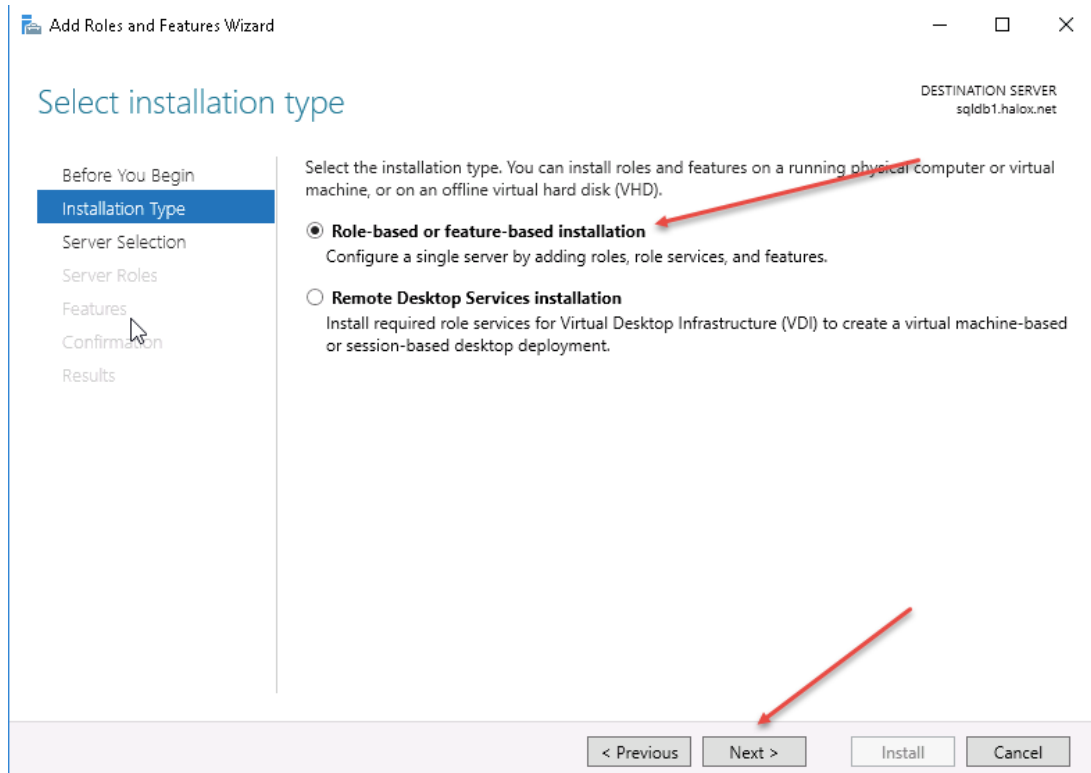 Add Roles and Features Wizard
Select installation type
DESTINATION SERVER
sqldb1.halox.net
Before You Begin
Installation Type
Server Selection
Server Roles
Features
Confirmation
Results
Select the installation type. You can install roles and features on a running physical computer or virtual
machine, or on an offline virtual hard disk (VHD).
Role-based or feature-based installation
Configure a single server by adding roles, role services, and features.
Remote Desktop Services installation
Install required role services for Virtual Desktop Infrastructure (VDI) to create a virtual machine-based
or session-based desktop deployment.
< Previous
Next >
Install
Cancel